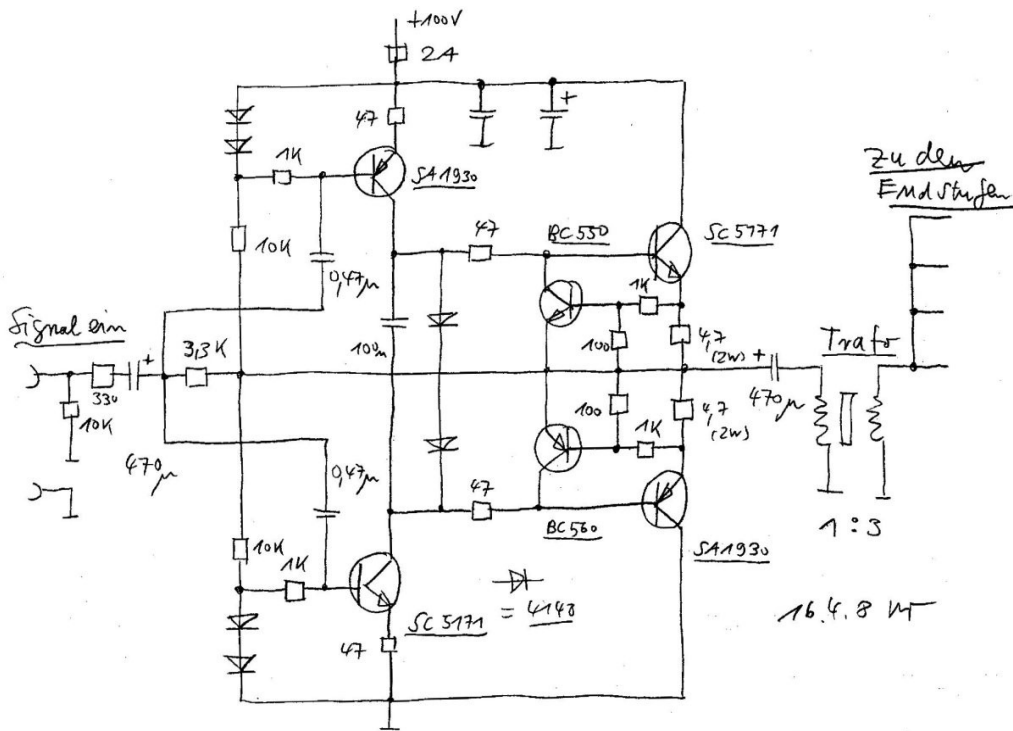 +100V
2A
47
1K
SA1930
10K
0,47µ
47
BC550
SC5171
1K
100
4,7
(2W)
Zu den
Endstufen
Signal ein
+
330
10K
3,3K
470µ
100n
+
+
470µ
Trafo
1:3
100
1K
4,7
(2W)
0,47µ
47
BC560
SA1930
10K
1K
SC5171
47
= 4148
16.4.8